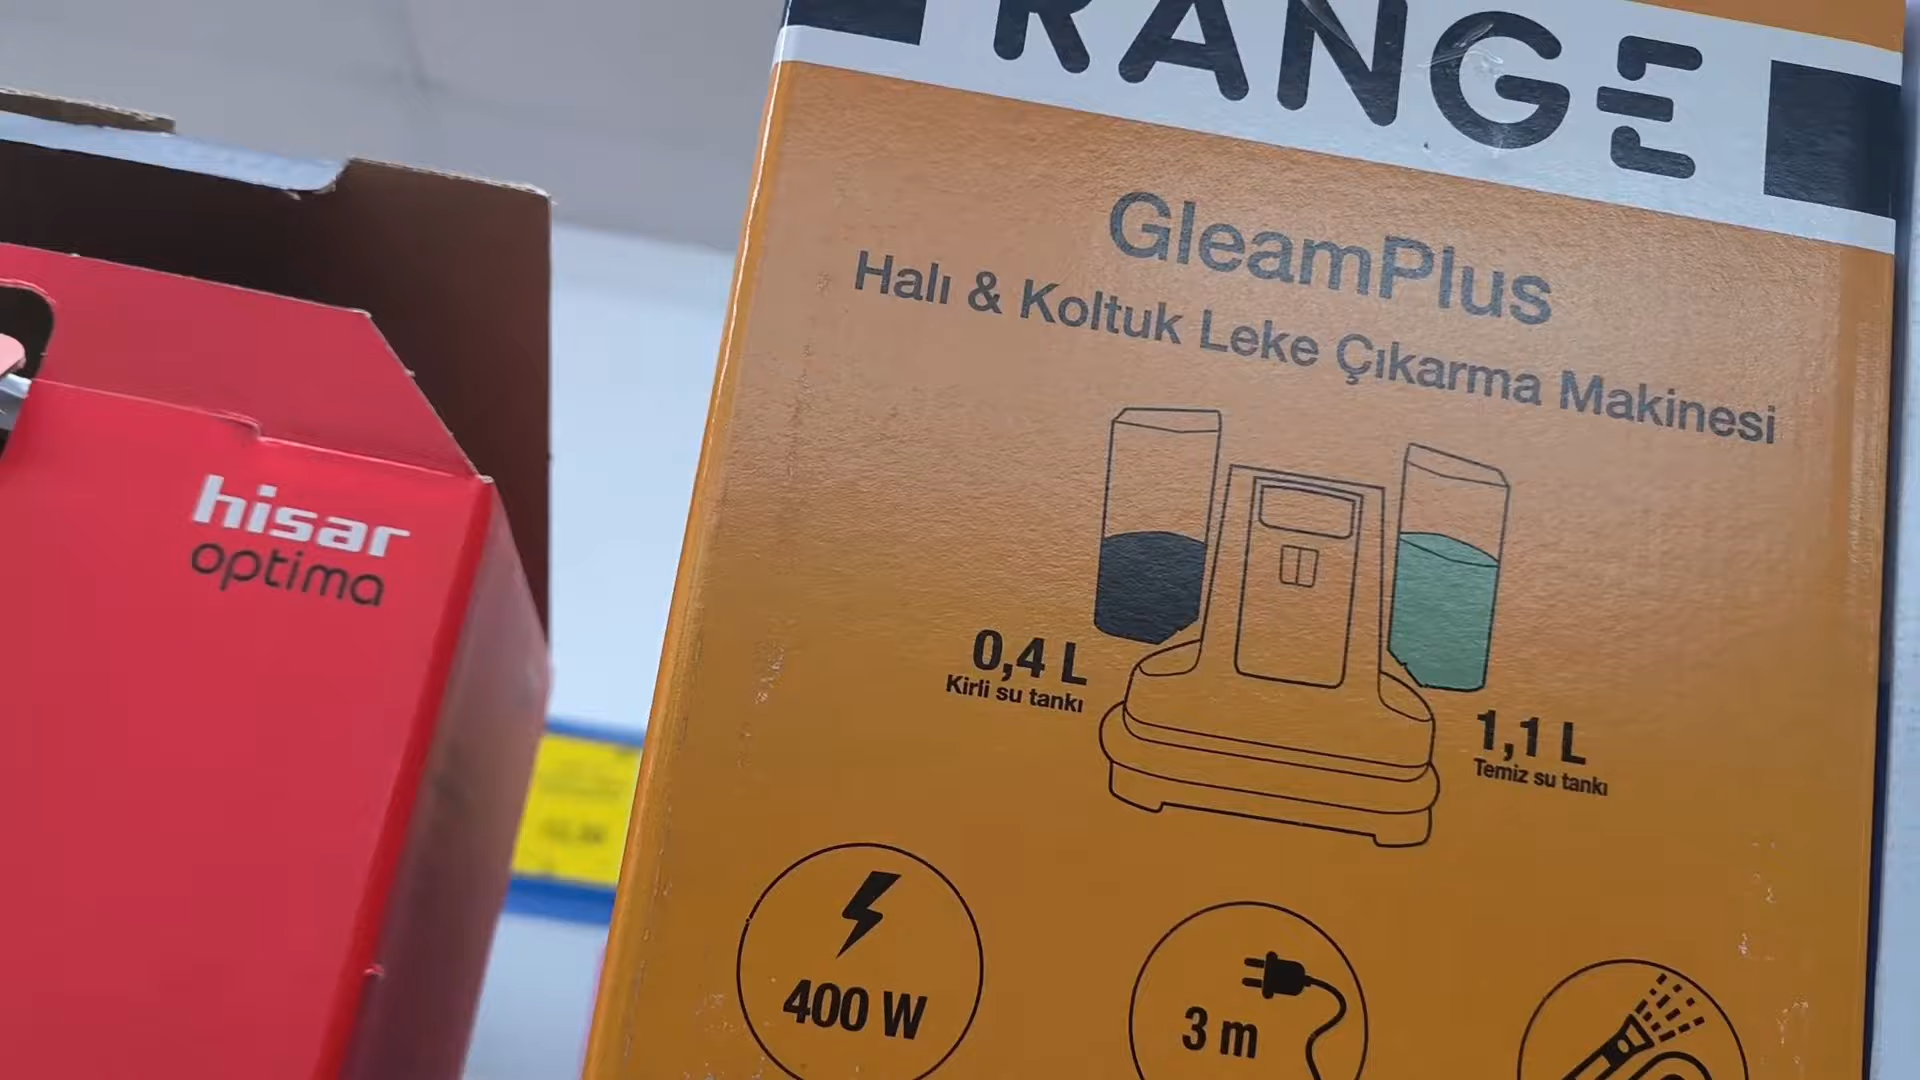 RANGE
GleamPlus
Halı & Koltuk Leke Çıkarma Makinesi
hisar
optima
0,4 L
Kirli su tankı
1,1 L
Temiz su tankı
400 W
3 m